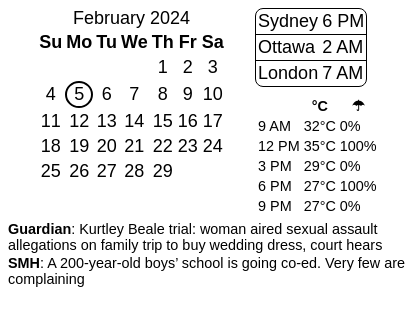 February 2024
Su Mo Tu We Th Fr Sa
1 2 3
4 5 6 7 8 9 10
11 12 13 14 15 16 17
18 19 20 21 22 23 24
25 26 27 28 29
Sydney 6 PM
Ottawa 2 AM
London 7 AM
°C ☂
9 AM 32°C 0%
12 PM 35°C 100%
3 PM 29°C 0%
6 PM 27°C 100%
9 PM 27°C 0%
Guardian: Kurtley Beale trial: woman aired sexual assault
allegations on family trip to buy wedding dress, court hears
SMH: A 200-year-old boys’ school is going co-ed. Very few are
complaining